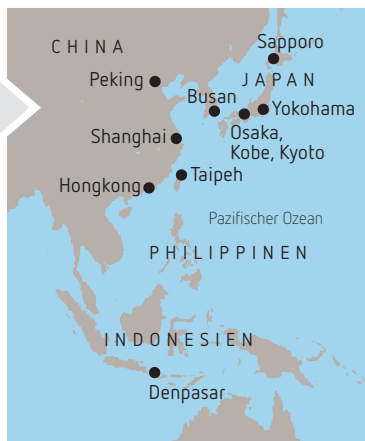 CHINA
Sapporo
Peking
JAPAN
Busan
Yokohama
Shanghai
Osaka,
Kobe, Kyoto
Hongkong
Taipeh
Pazifischer Ozean
PHILIPPINEN
INDONESIEN
Denpasar